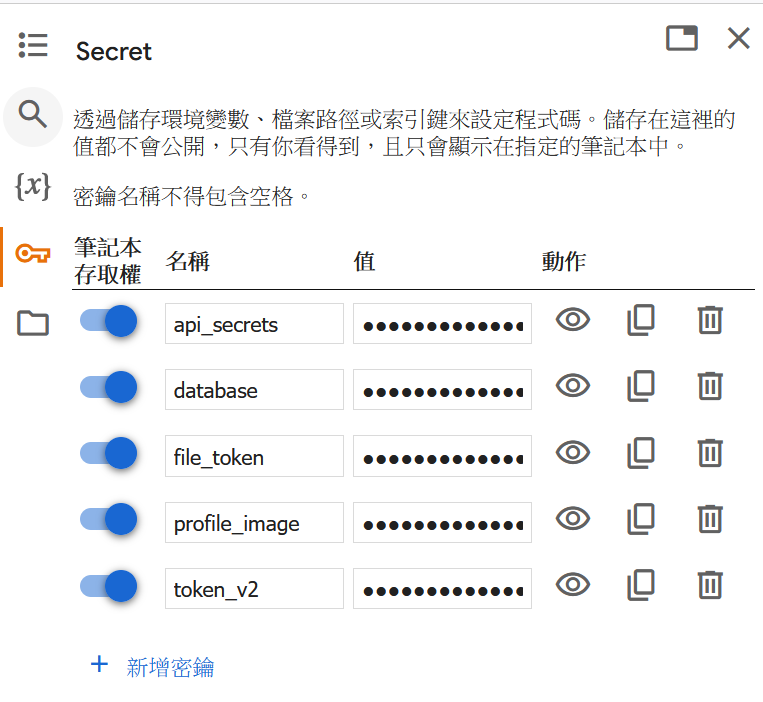 Secret
透過儲存環境變數、檔案路徑或索引鍵來設定程式碼。儲存在這裡的
值都不會公開，只有你看得到，且只會顯示在指定的筆記本中。
密鑰名稱不得包含空格。
{x}
筆記本
存取權
名稱
值
動作
api_secrets
database
file_token
profile_image
token_v2
+ 新增密鑰